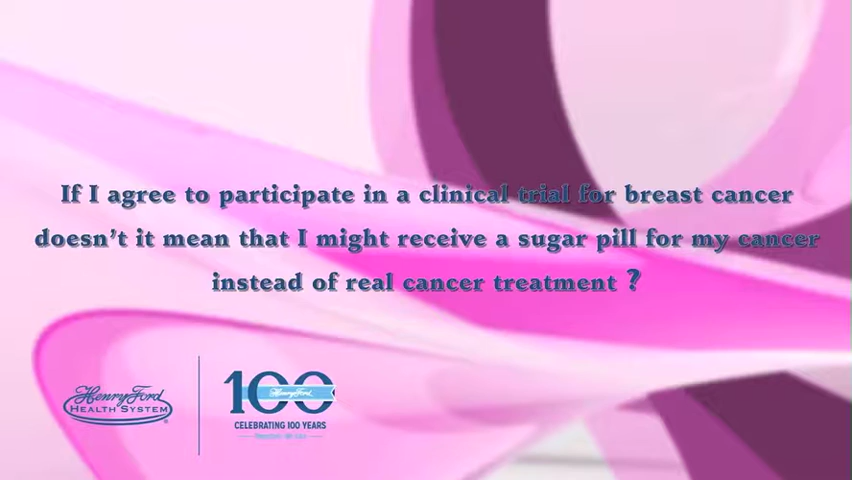 If I agree to participate in a clinical trial for breast cancer
doesn't it mean that I might receive a sugar pill for my cancer
instead of real cancer treatment ?
Henry Ford
HEALTH SYSTEM
100
Henry Ford
CELEBRATING 100 YEARS